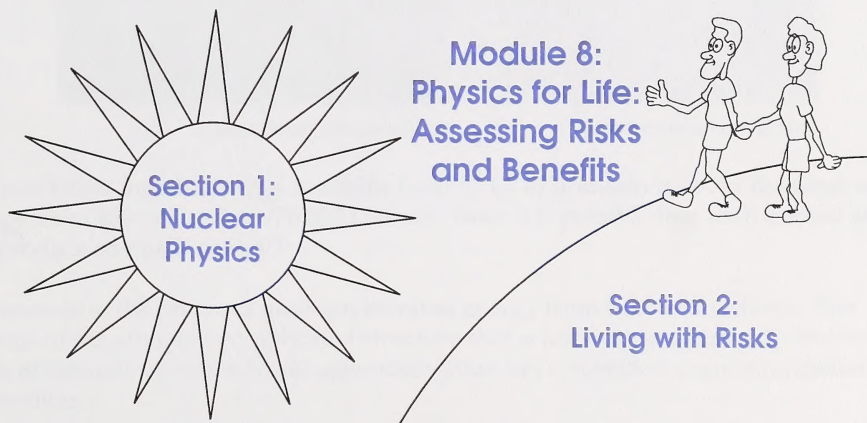 Module 8:
Physics for Life:
Assessing Risks
and Benefits
Section 1:
Nuclear
Physics
Section 2:
Living with Risks